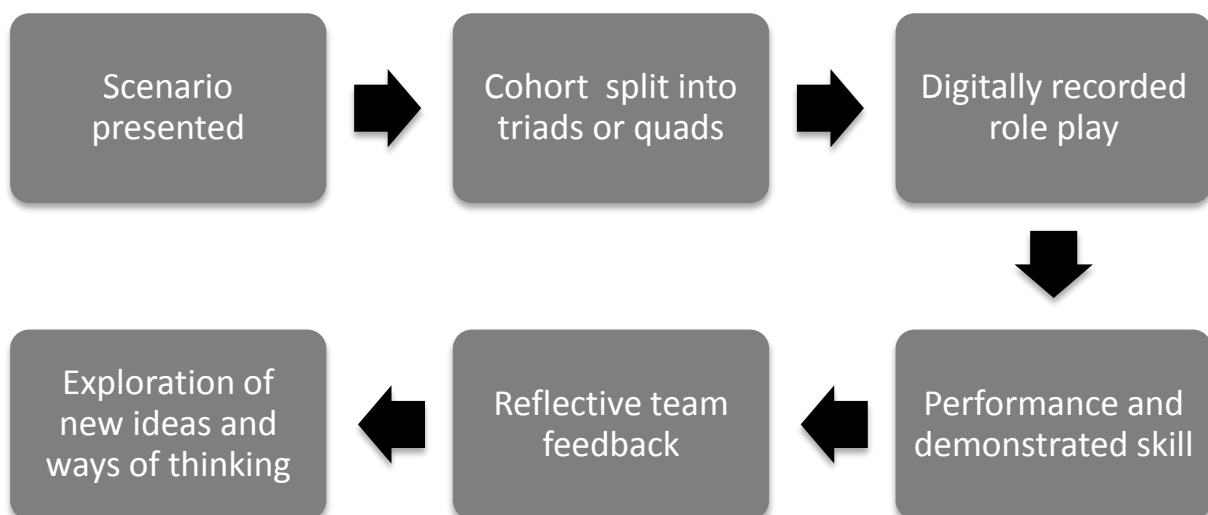 Scenario
presented
Cohort split into
triads or quads
Digitally recorded
role play
Performance and
demonstrated skill
Reflective team
feedback
Exploration of
new ideas and
ways of thinking